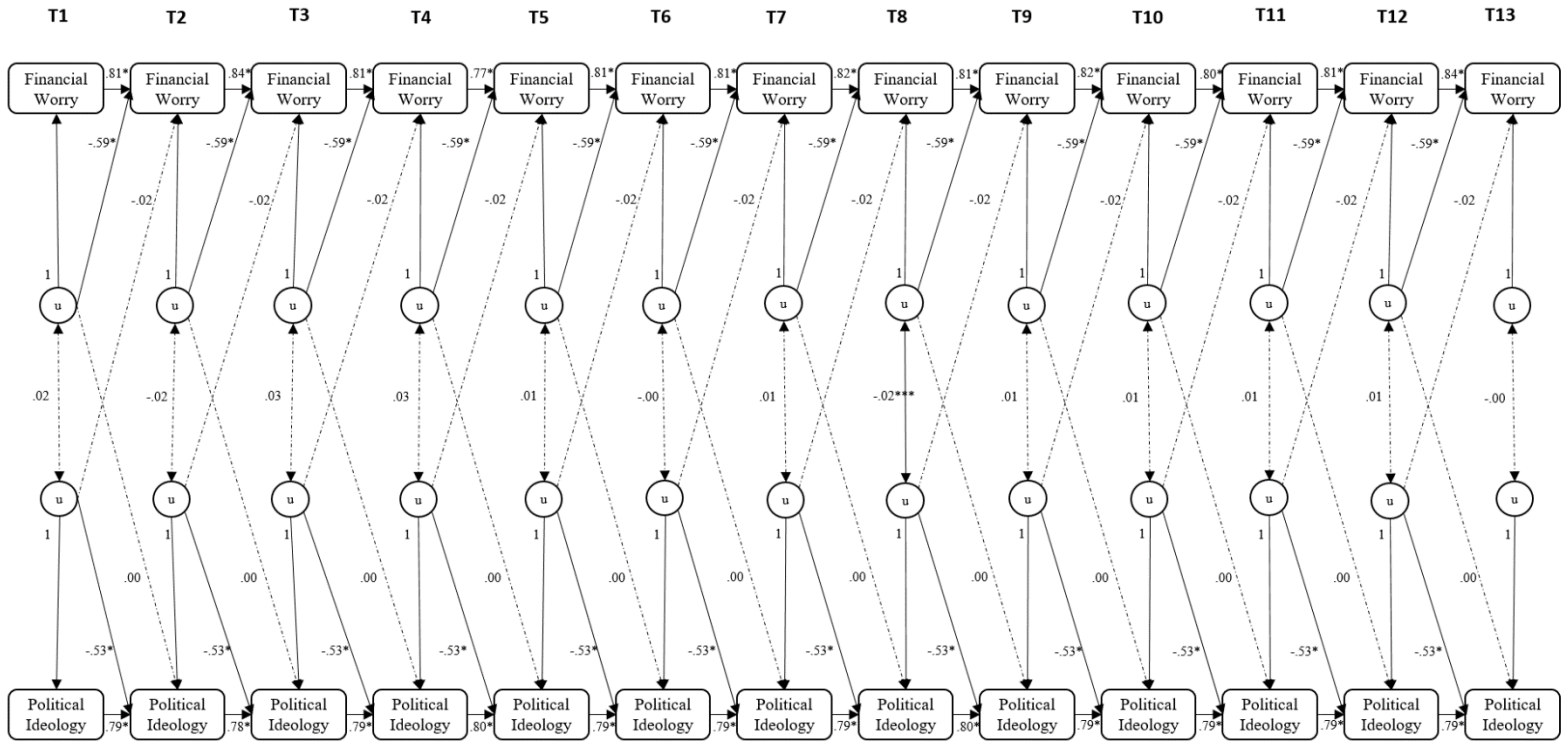 T1 T2 T3 T4 T5 T6 T7 T8 T9 T10 T11 T12 T13
.81* .84* .81* .77* .81* .81* .82* .81* .82* .80* .81* .84*
Financial Financial Financial Financial Financial Financial Financial Financial Financial Financial Financial Financial Financial
Worry Worry Worry Worry Worry Worry Worry Worry Worry Worry Worry Worry Worry
-.59* -.59* -.59* -.59* -.59* -.59* -.59* -.59* -.59* -.59* -.59* -.59*
-.02 -.02 -.02 -.02 -.02 -.02 -.02 -.02 -.02 -.02 -.02 -.02
1 1 1 1 1 1 1 1 1 1 1 1 1
u u u u u u u u u u u u u
.02 -.02 .03 .03 .01 -.00 .01 -.02*** .01 .01 .01 .01 -.00
u u u u u u u u u u u u u
1 1 1 1 1 1 1 1 1 1 1 1 1
.00 .00 .00 .00 .00 .00 .00 .00 .00 .00 .00 .00
-.53* -.53* -.53* -.53* -.53* -.53* -.53* -.53* -.53* -.53* -.53* -.53*
Political Political Political Political Political Political Political Political Political Political Political Political Political
Ideology Ideology Ideology Ideology Ideology Ideology Ideology Ideology Ideology Ideology Ideology Ideology Ideology
.79* .78* .79* .80* .79* .79* .79* .80* .79* .79* .79* .79*